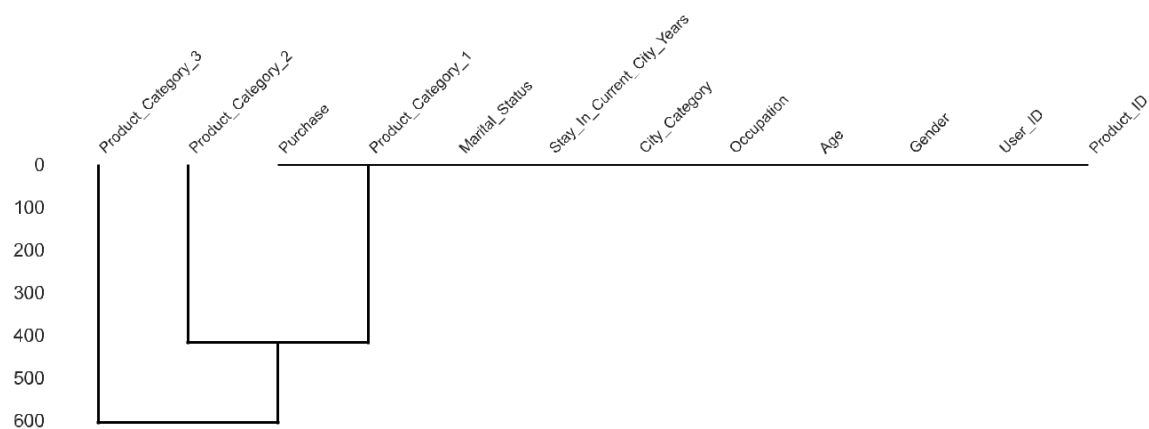 Product_Category_3
Product_Category_2
Purchase
Product_Category_1
Marital_Status
Stay_In_Current_City_Years
City_Category
Occupation
Age
Gender
User_ID
Product_ID
0
100
200
300
400
500
600